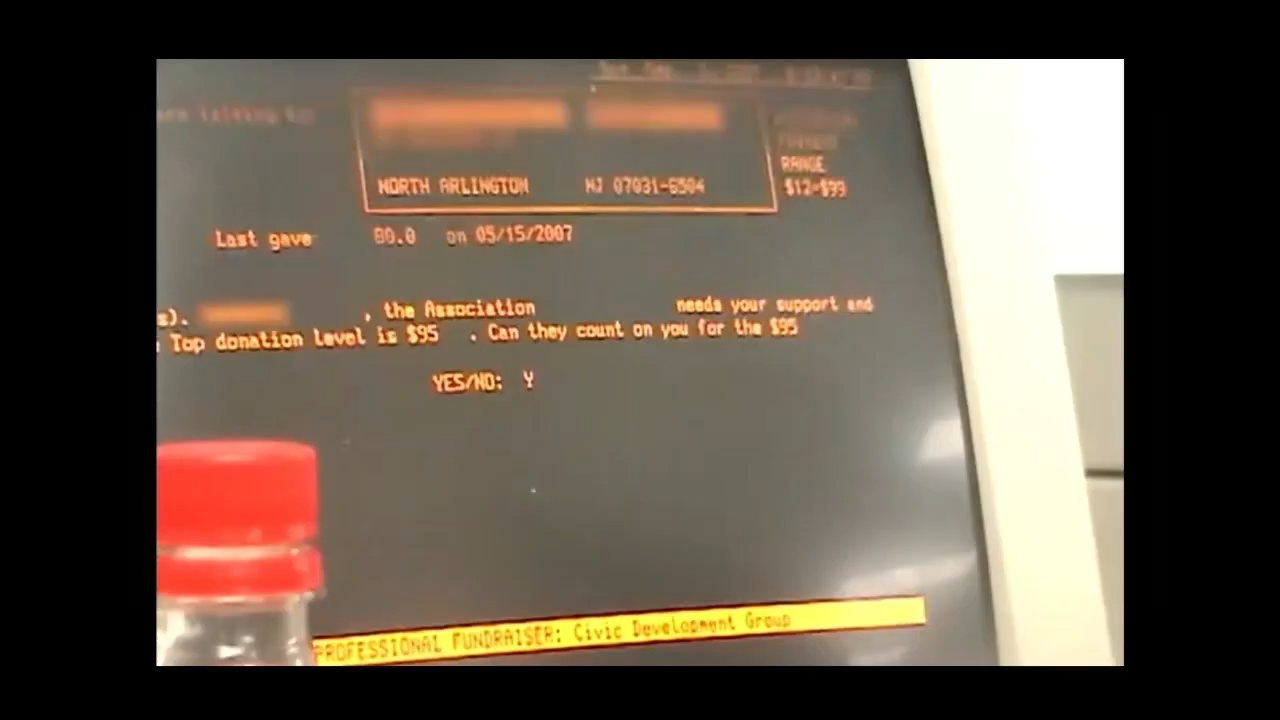 RANGE
NORTH ARLINGTON NJ 07031-6504 $12-$99
Last gave 80.0 on 05/15/2007
s). , the Association needs your support and
Top donation level is $95 . Can they count on you for the $95
YES/NO: Y
PROFESSIONAL FUNDRAISER: Civic Development Group